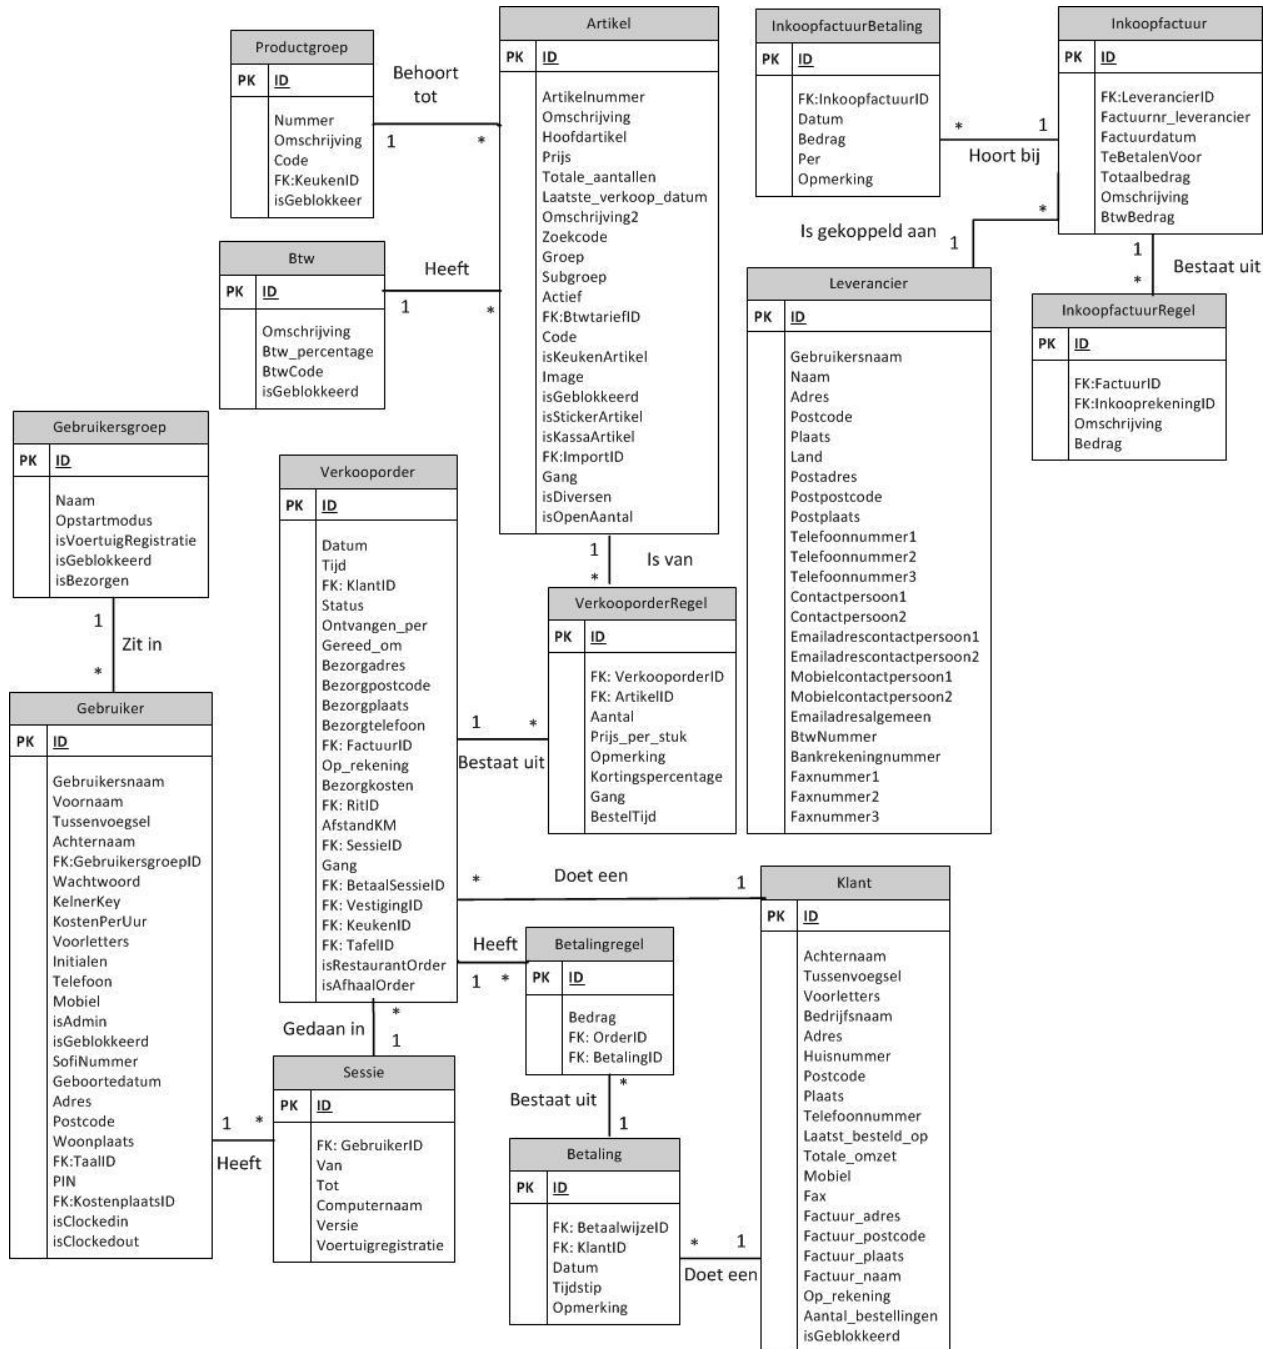 Productgroep
PK ID
Nummer
Omschrijving
Code
FK:KeukenID
isGeblokkeer
Behoort
tot
1
*
Artikel
PK ID
Artikelnummer
Omschrijving
Hoofdartikel
Prijs
Totale_aantallen
Laatste_verkoop_datum
Omschrijving2
Zoekcode
Groep
Subgroep
Actief
FK:BtwtariefID
Code
isKeukenArtikel
Image
isGeblokkeerd
isStickerArtikel
isKassaArtikel
FK:ImportID
Gang
isDiversen
isOpenAantal
InkoopfactuurBetaling
PK ID
FK:InkoopfactuurID
Datum
Bedrag
Per
Opmerking
*
1
Hoort bij
Inkoopfactuur
PK ID
FK:LeverancierID
Factuurnr_leverancier
Factuurdatum
TeBetalenVoor
Totaalbedrag
Omschrijving
BtwBedrag
*
Is gekoppeld aan
1
1
Bestaat uit
*
Btw
PK ID
Omschrijving
Btw_percentage
BtwCode
isGeblokkeerd
Heeft
1
*
Leverancier
PK ID
Gebruikersnaam
Naam
Adres
Postcode
Plaats
Land
Postadres
Postpostcode
Postplaats
Telefoonnummer1
Telefoonnummer2
Telefoonnummer3
Contactpersoon1
Contactpersoon2
Emailadrescontactpersoon1
Emailadrescontactpersoon2
Mobielcontactpersoon1
Mobielcontactpersoon2
Emailadresalgemeen
BtwNummer
Bankrekeningnummer
Faxnummer1
Faxnummer2
Faxnummer3
InkoopfactuurRegel
PK ID
FK:FactuurID
FK:InkooprekeningID
Omschrijving
Bedrag
Gebruikersgroep
PK ID
Naam
Opstartmodus
isVoertuigRegistratie
isGeblokkeerd
isBezorgen
1
Zit in
*
Verkooporder
PK ID
Datum
Tijd
FK: KlantID
Status
Ontvangen_per
Gereed_om
Bezorgadres
Bezorgpostcode
Bezorgplaats
Bezorgtelefoon
FK: FactuurID
Op_rekening
Bezorgkosten
FK: RitID
AfstandKM
FK: SessieID
Gang
FK: BetaalSessieID
FK: VestigingID
FK: KeukenID
FK: TafelID
isRestaurantOrder
isAfhaalOrder
1
Is van
*
VerkooporderRegel
PK ID
FK: VerkooporderID
FK: ArtikelID
Aantal
Prijs_per_stuk
Opmerking
Kortingspercentage
Gang
BestelTijd
1
*
Bestaat uit
Gebruiker
PK ID
Gebruikersnaam
Voornaam
Tussenvoegsel
Achternaam
FK:GebruikersgroepID
Wachtwoord
KelnerKey
KostenPerUur
Voorletters
Initialen
Telefoon
Mobiel
isAdmin
isGeblokkeerd
SofiNummer
Geboortedatum
Adres
Postcode
Woonplaats
FK:TaalID
PIN
FK:KostenplaatsID
isClockedin
isClockedout
*
Doet een
1
Klant
PK ID
Achternaam
Tussenvoegsel
Voorletters
Bedrijfsnaam
Adres
Huisnummer
Postcode
Plaats
Telefoonnummer
Laatst_besteld_op
Totale_omzet
Mobiel
Fax
Factuur_adres
Factuur_postcode
Factuur_plaats
Factuur_naam
Op_rekening
Aantal_bestellingen
isGeblokkeerd
Heeft
1
*
Betalingregel
PK ID
Bedrag
FK: OrderID
FK: BetalingID
*
Gedaan in
1
Sessie
PK ID
FK: GebruikerID
Van
Tot
Computernaam
Versie
Voertuigregistratie
1
*
Heeft
*
Bestaat uit
1
Betaling
PK ID
FK: BetaalwijzeID
FK: KlantID
Datum
Tijdstip
Opmerking
*
1
Doet een